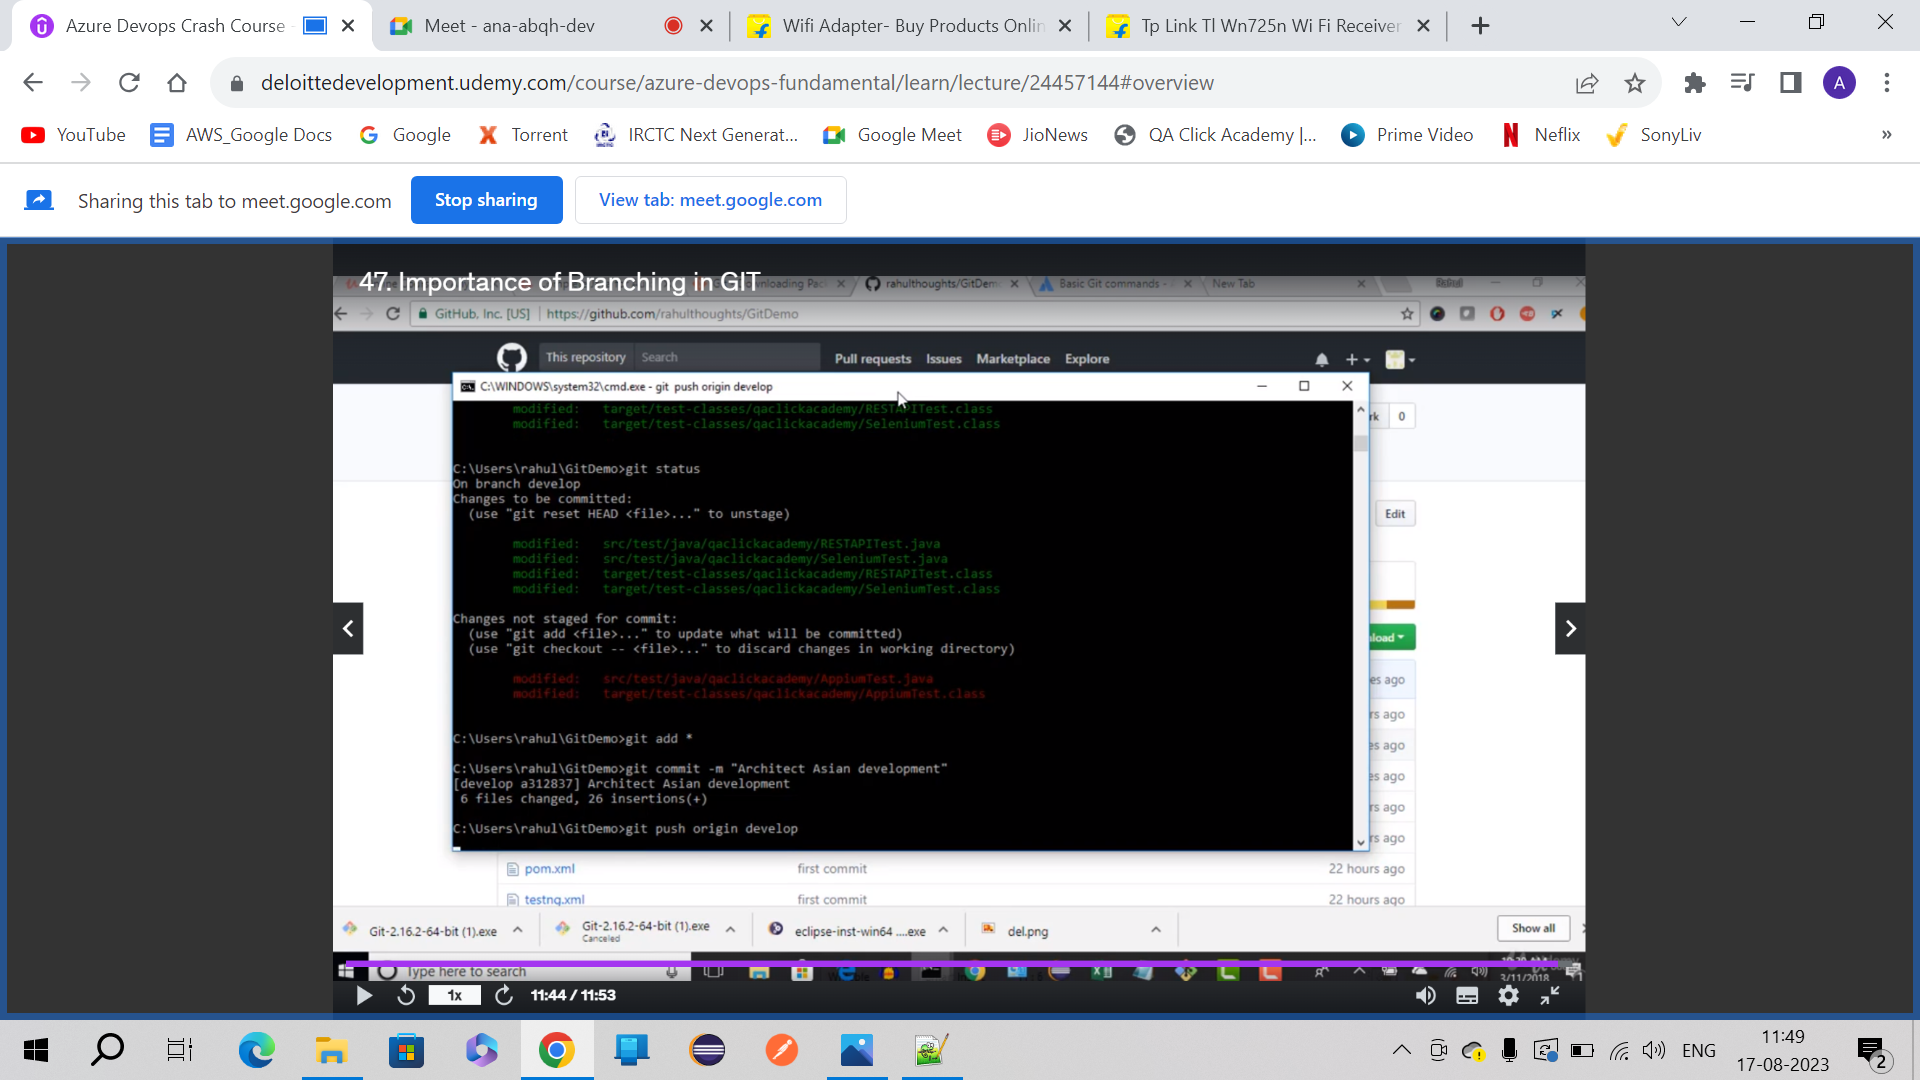 Azure Devops Crash Course
Meet - ana-abqh-dev
Wifi Adapter- Buy Products Onlin
Tp Link Tl Wn725n Wi Fi Receiver
deloittedevelopment.udemy.com/course/azure-devops-fundamental/learn/lecture/24457144#overview
A
YouTube
AWS_Google Docs
Google
Torrent
IRCTC Next Generat...
Google Meet
JioNews
QA Click Academy |...
Prime Video
Neflix
SonyLiv
»
Sharing this tab to meet.google.com
Stop sharing
View tab: meet.google.com
47. Importance of Branching in GIT
rahulthoughts/GitDem
Basic Git commands -
New Tab
GitHub, Inc. [US]
https://github.com/rahulthoughts/GitDemo
This repository
Search
Pull requests
Issues
Marketplace
Explore
C:\WINDOWS\system32\cmd.exe - git push origin develop
modified: target/test-classes/qaclickacademy/RESTAPITest.class
modified: target/test-classes/qaclickacademy/SeleniumTest.class
C:\Users\rahul\GitDemo>git status
On branch develop
Changes to be committed:
(use "git reset HEAD <file>..." to unstage)
modified: src/test/java/qaclickacademy/RESTAPITest.java
modified: src/test/java/qaclickacademy/SeleniumTest.java
modified: target/test-classes/qaclickacademy/RESTAPITest.class
modified: target/test-classes/qaclickacademy/SeleniumTest.class
Changes not staged for commit:
(use "git add <file>..." to update what will be committed)
(use "git checkout -- <file>..." to discard changes in working directory)
modified: src/test/java/qaclickacademy/AppiumTest.java
modified: target/test-classes/qaclickacademy/AppiumTest.class
C:\Users\rahul\GitDemo>git add *
C:\Users\rahul\GitDemo>git commit -m "Architect Asian development"
[develop a312837] Architect Asian development
6 files changed, 26 insertions(+)
C:\Users\rahul\GitDemo>git push origin develop
rk
0
Edit
load
es ago
rs ago
es ago
es ago
rs ago
rs ago
pom.xml
first commit
22 hours ago
testng.xml
first commit
22 hours ago
Git-2.16.2-64-bit (1).exe
Git-2.16.2-64-bit (1).exe
Canceled
eclipse-inst-win64 ....exe
del.png
Show all
Type here to search
3/11/2018
1x
11:44 / 11:53
ENG
11:49
17-08-2023
2